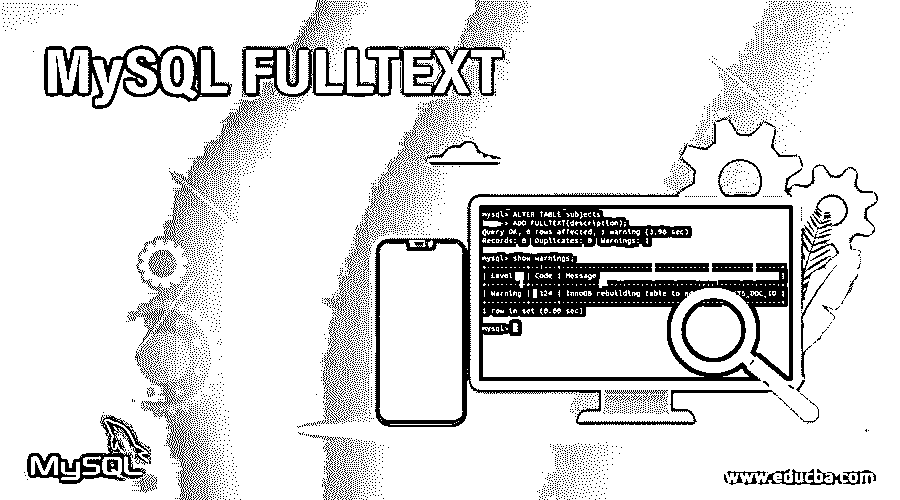 MySQL FULLTEXT
mysql> ALTER TABLE subjects
-> ADD FULLTEXT(description);
Query OK, 0 rows affected, 1 warning (3.96 sec)
Records: 0 Duplicates: 0 Warnings: 1
mysql> show warnings;
| Level | Code | Message |
| Warning | 124 | InnoDB rebuilding table to DOC_ID |
1 row in set (0.00 sec)
mysql>
MySQL
www.educba.com